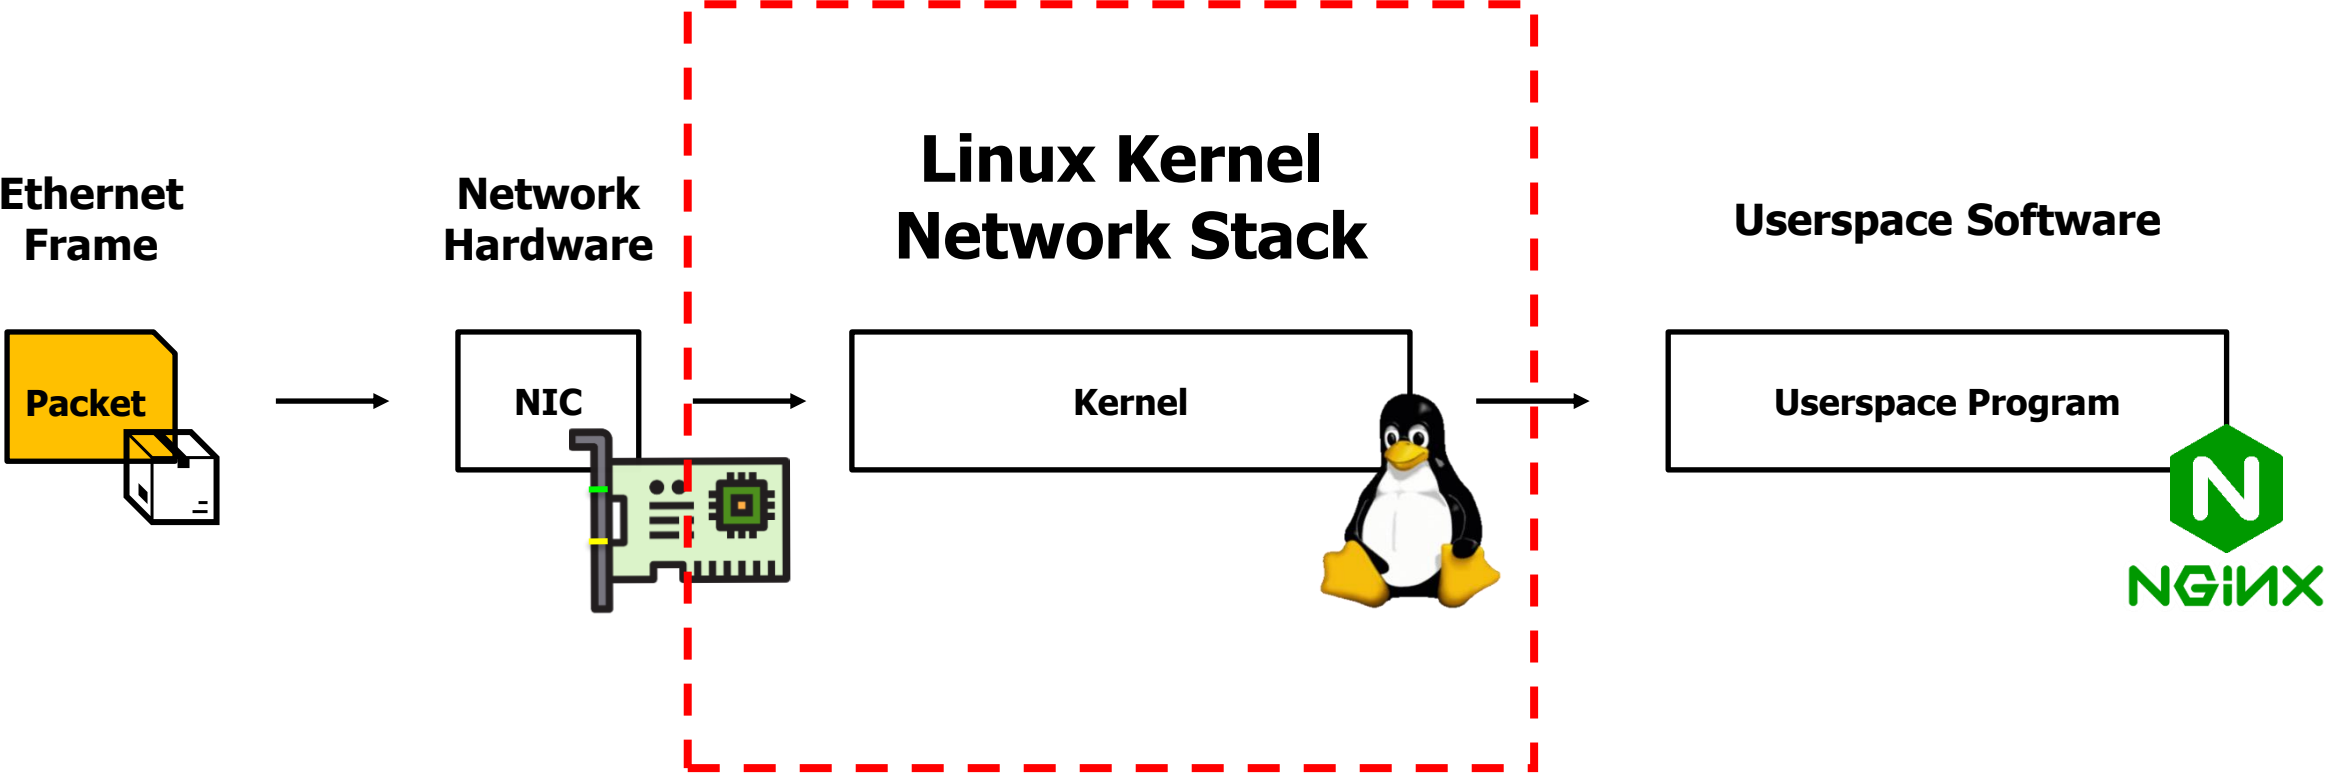 Ethernet
Frame
Network
Hardware
Linux Kernel
Network Stack
Userspace Software
Packet
NIC
Kernel
Userspace Program
N
NGINX